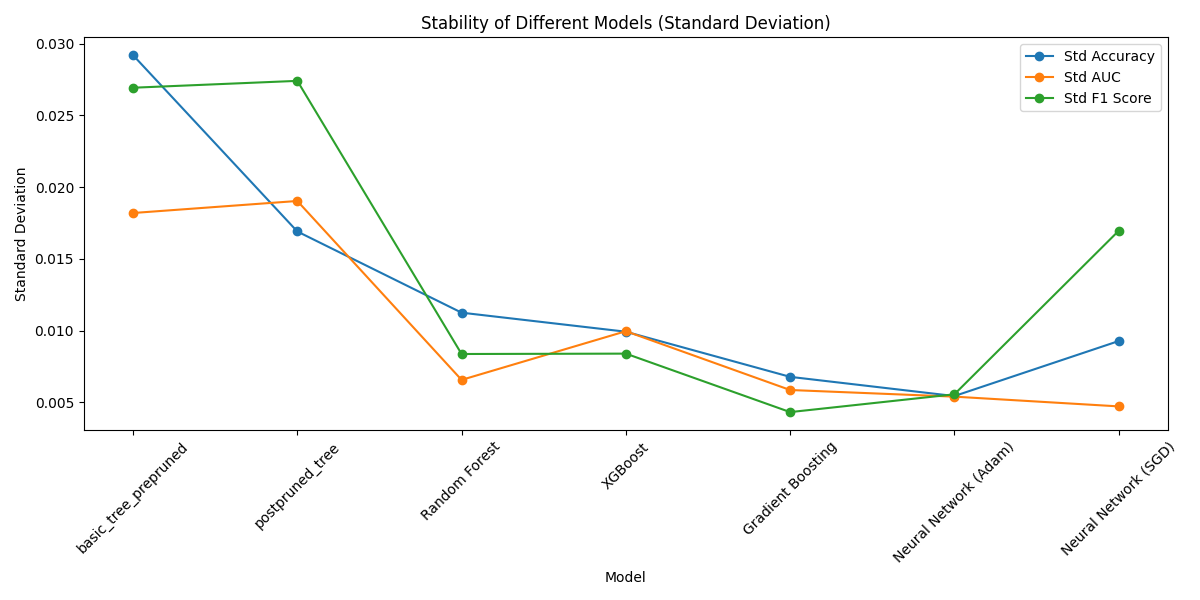 Stability of Different Models (Standard Deviation)
Std Accuracy
Std AUC
Std F1 Score
Standard Deviation
0.030
0.025
0.020
0.015
0.010
0.005
basic_tree_prepruned
postpruned_tree
Random Forest
XGBoost
Gradient Boosting
Neural Network (Adam)
Neural Network (SGD)
Model